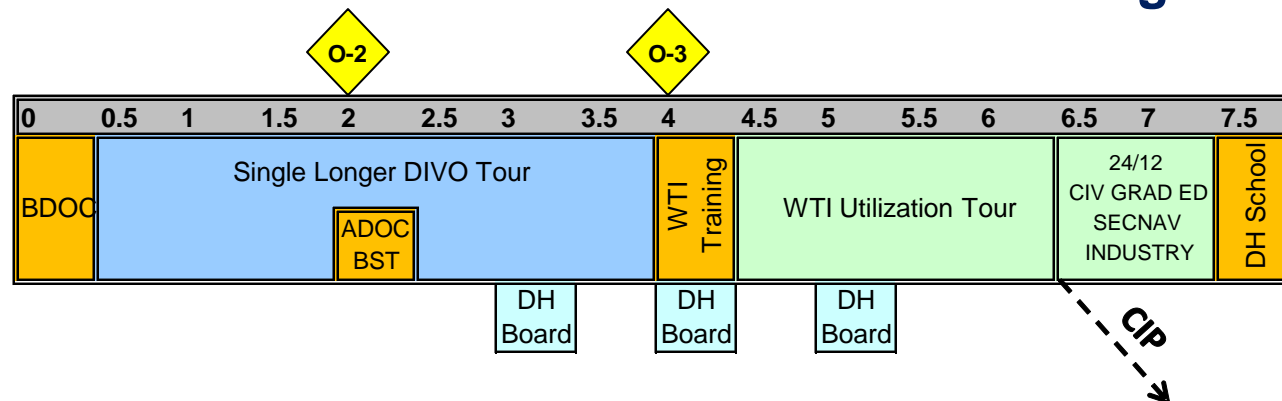 O-2
O-3
0 0.5 1 1.5 2 2.5 3 3.5 4 4.5 5 5.5 6 6.5 7 7.5
BDOC
Single Longer DIVO Tour
ADOC
BST
WTI
Training
WTI Utilization Tour
24/12
CIV GRAD ED
SECNAV
INDUSTRY
DH School
DH
Board
DH
Board
DH
Board
CIP